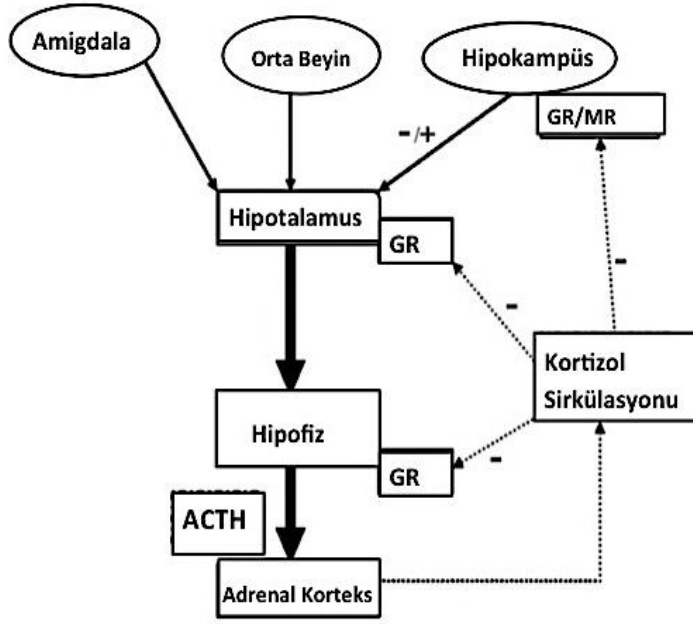 Amigdala
Orta Beyin
Hipokampüs
GR/MR
-/+
Hipotalamus
GR
-
-
Kortizol
Sirkülasyonu
Hipofiz
GR
-
ACTH
Adrenal Korteks